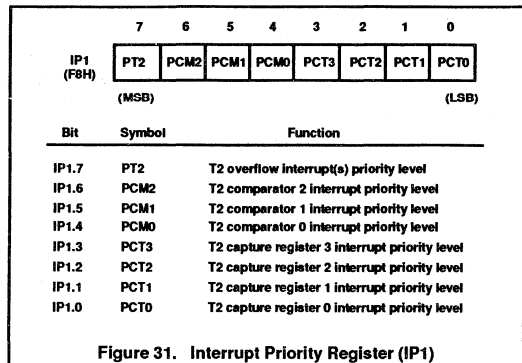 7 6 5 4 3 2 1 0
IP1 (F8H) PT2 PCM2 PCM1 PCM0 PCT3 PCT2 PCT1 PCT0
(MSB) (LSB)
Bit Symbol Function
IP1.7 PT2 T2 overflow interrupt(s) priority level
IP1.6 PCM2 T2 comparator 2 interrupt priority level
IP1.5 PCM1 T2 comparator 1 interrupt priority level
IP1.4 PCM0 T2 comparator 0 interrupt priority level
IP1.3 PCT3 T2 capture register 3 interrupt priority level
IP1.2 PCT2 T2 capture register 2 interrupt priority level
IP1.1 PCT1 T2 capture register 1 interrupt priority level
IP1.0 PCT0 T2 capture register 0 interrupt priority level
Figure 31. Interrupt Priority Register (IP1)